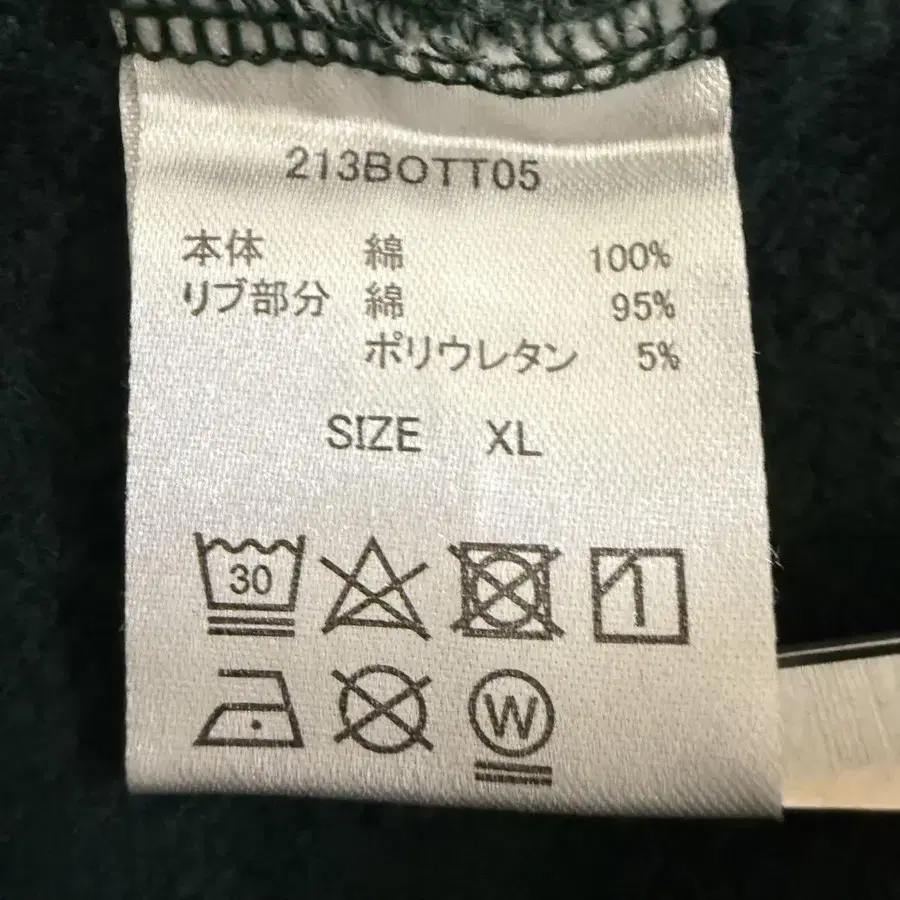 213BOTT05
本体 綿 100%
リブ部分 綿 95%
ポリウレタン 5%
SIZE XL
30
W